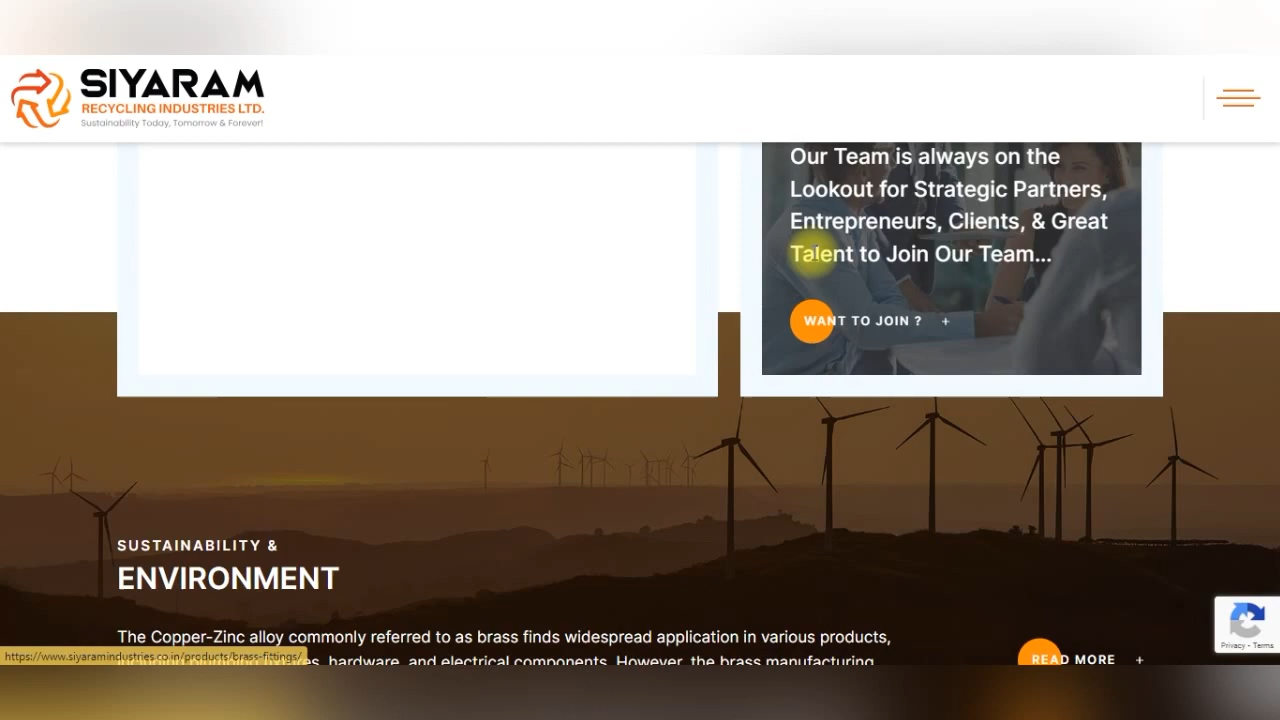 SIYARAM
RECYCLING INDUSTRIES LTD.
Sustainability Today, Tomorrow & Forever!
Our Team is always on the
Lookout for Strategic Partners,
Entrepreneurs, Clients, & Great
Talent to Join Our Team...
WANT TO JOIN ? +
SUSTAINABILITY &
ENVIRONMENT
The Copper-Zinc alloy commonly referred to as brass finds widespread application in various products,
hardware, and electrical components. However, the brass manufacturing
READ MORE +
Privacy - Terms
https://www.siyaramindustries.co.in/products/brass-fittings/